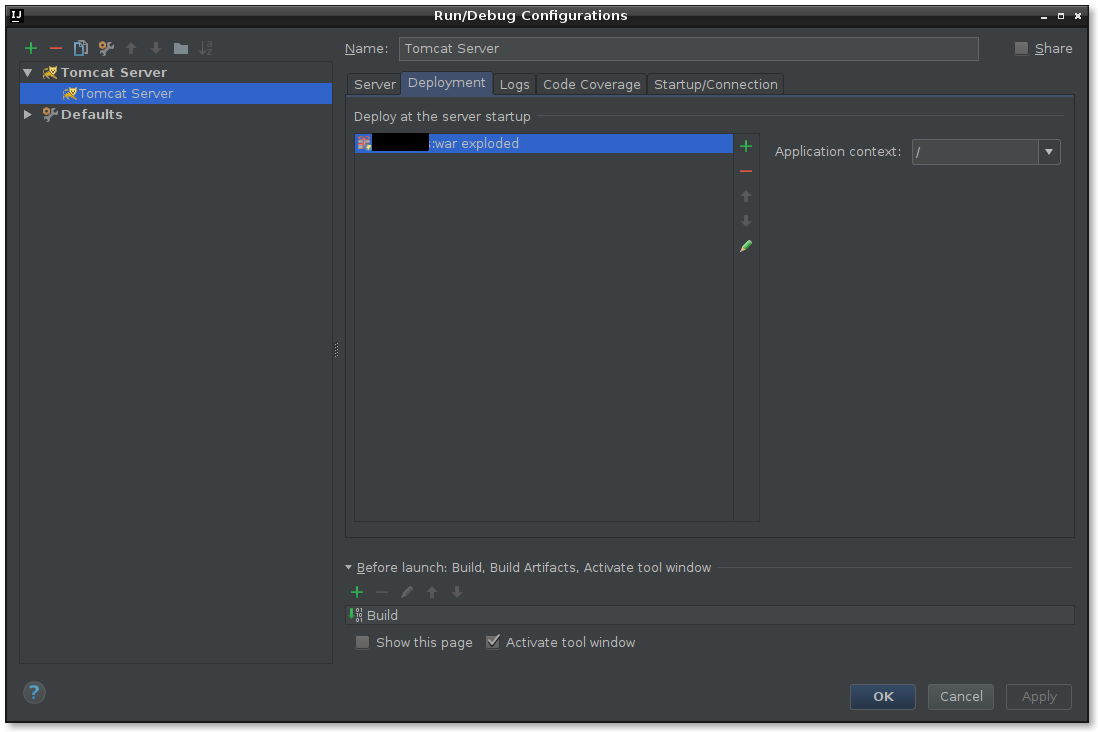 Run/Debug Configurations
Tomcat Server
Tomcat Server
Defaults
Name: Tomcat Server
Share
Server Deployment Logs Code Coverage Startup/Connection
Deploy at the server startup
:war exploded
Application context: /
Before launch: Build, Build Artifacts, Activate tool window
Build
Show this page Activate tool window
? OK Cancel Apply